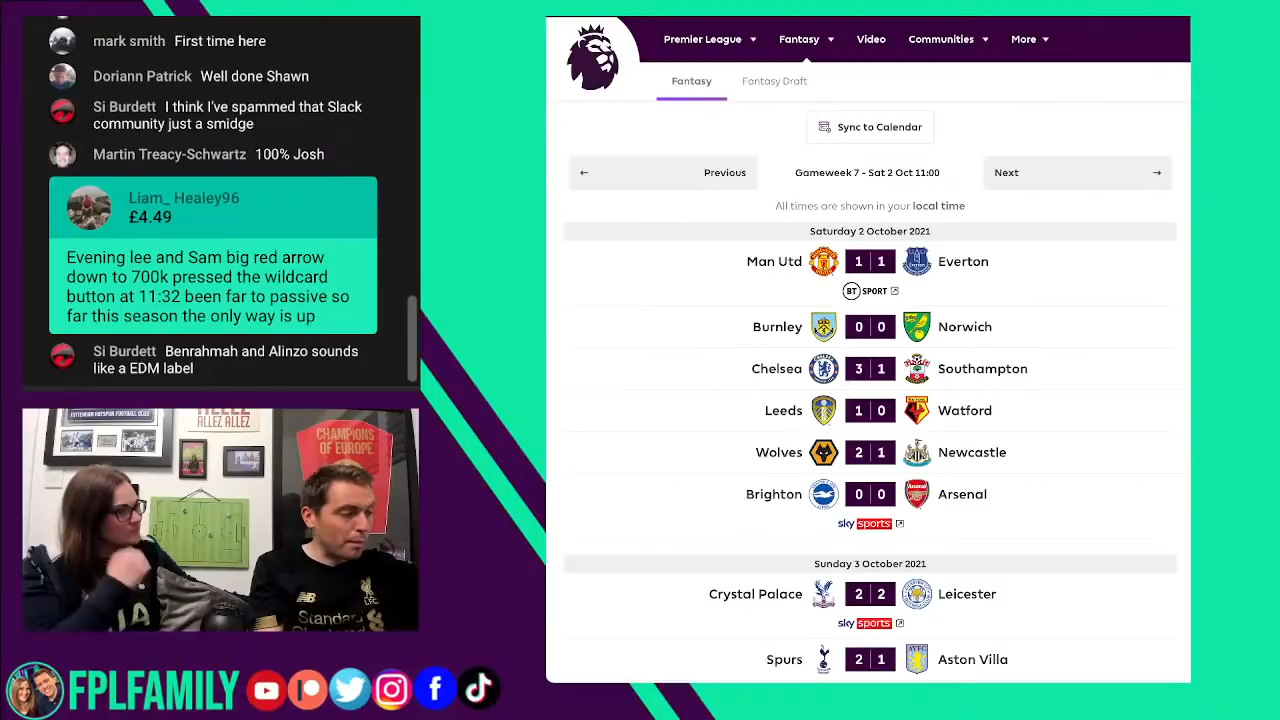 mark smith First time here
Doriann Patrick Well done Shawn
Si Burdett I think I've spammed that Slack
community just a smidge
Martin Treacy-Schwartz 100% Josh
Liam_ Healey96
£4.49
Evening lee and Sam big red arrow
down to 700k pressed the wildcard
button at 11:32 been far to passive so
far this season the only way is up
Si Burdett Benrahmah and Alinzo sounds
like a EDM label
TOTTENHAM HOTSPUR FOOTBALL CLUB
ALLEZ ALLEZ
CHAMPIONS
OF EUROPE
L.F.C.
Standard
FPLFAMILY
Premier League
Fantasy
Video
Communities
More
Fantasy
Fantasy Draft
Sync to Calendar
← Previous
Gameweek 7 - Sat 2 Oct 11:00
Next →
All times are shown in your local time
Saturday 2 October 2021
Man Utd 1 1 Everton
BT SPORT
Burnley 0 0 Norwich
Chelsea 3 1 Southampton
Leeds 1 0 Watford
Wolves 2 1 Newcastle
Brighton 0 0 Arsenal
sky sports
Sunday 3 October 2021
Crystal Palace 2 2 Leicester
sky sports
Spurs 2 1 Aston Villa